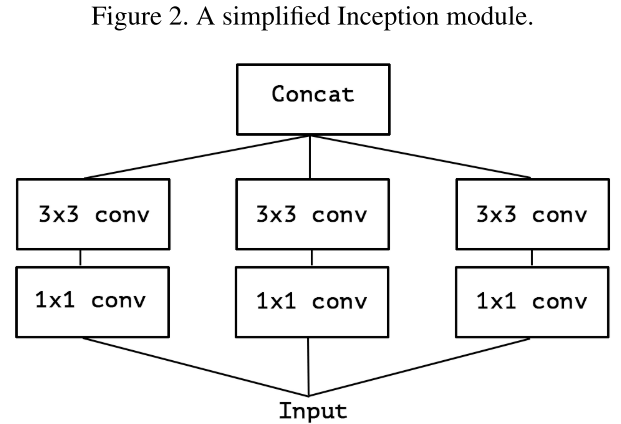 Figure 2. A simplified Inception module.
Concat
3x3 conv
3x3 conv
3x3 conv
1x1 conv
1x1 conv
1x1 conv
Input